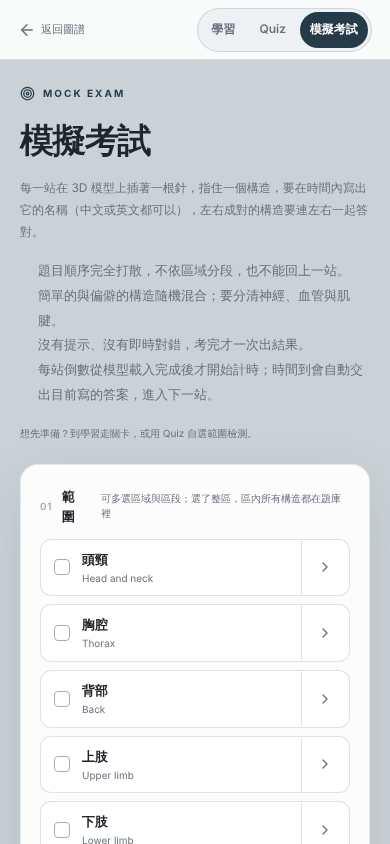 返回圖譜
學習
Quiz
模擬考試
MOCK EXAM
模擬考試
每一站在 3D 模型上插著一根針，指住一個構造，要在時間內寫出
它的名稱（中文或英文都可以），左右成對的構造要連左右一起答
對。
題目順序完全打散，不依區域分段，也不能回上一站。
簡單的與偏僻的構造隨機混合；要分清神經、血管與肌
腱。
沒有提示、沒有即時對錯，考完才一次出結果。
每站倒數從模型載入完成後才開始計時；時間到會自動交
出目前寫的答案，進入下一站。
想先準備？到學習走關卡，或用 Quiz 自選範圍檢測。
01
範
圍
可多選區域與區段；選了整區，區內所有構造都在題庫
裡
頭頸
Head and neck
胸腔
Thorax
背部
Back
上肢
Upper limb
下肢
Lower limb